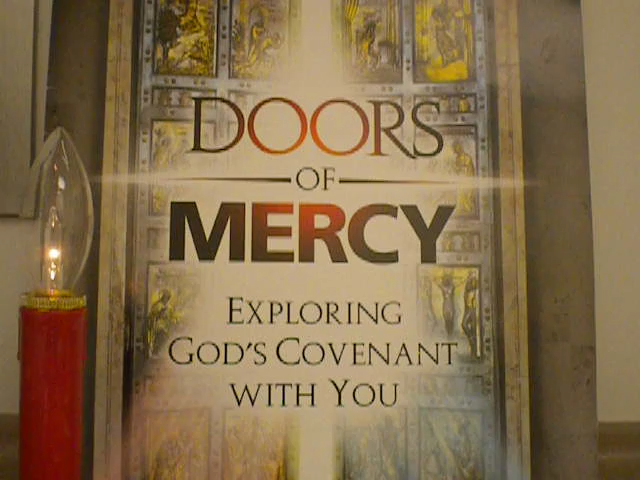 DOORS
OF
MERCY
EXPLORING
GOD'S COVENANT
WITH YOU